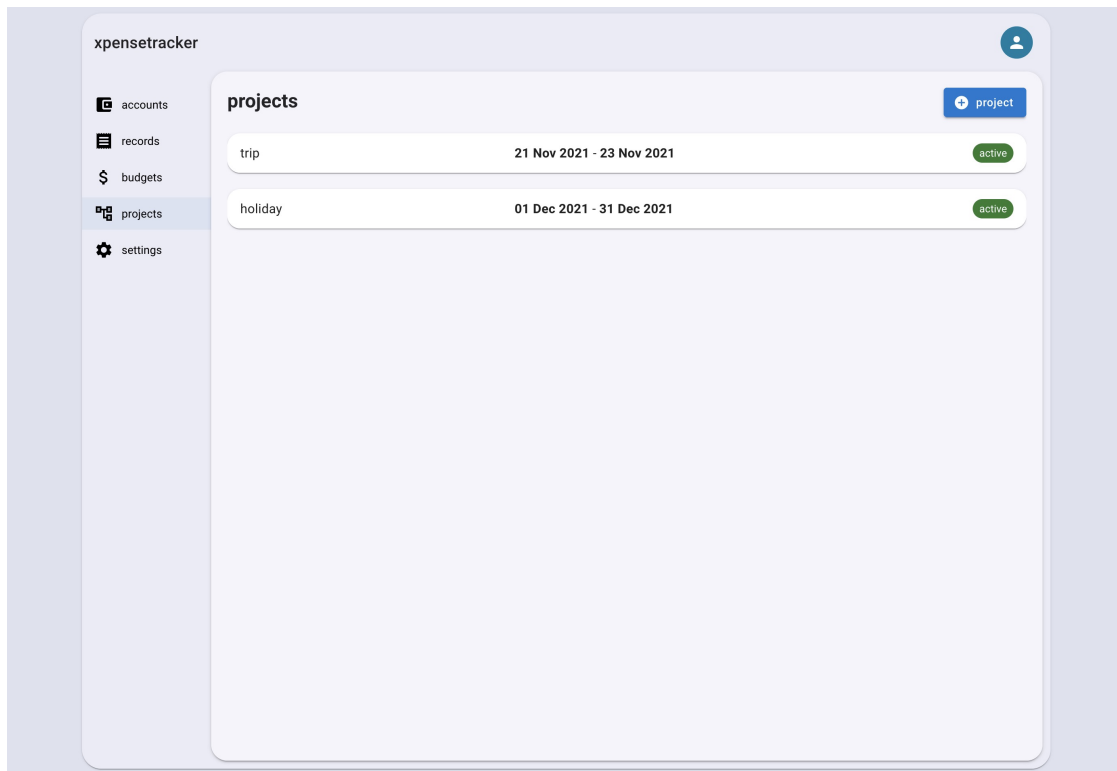 xpensetracker
accounts
records
budgets
projects
settings
projects
project
trip 21 Nov 2021 - 23 Nov 2021 active
holiday 01 Dec 2021 - 31 Dec 2021 active